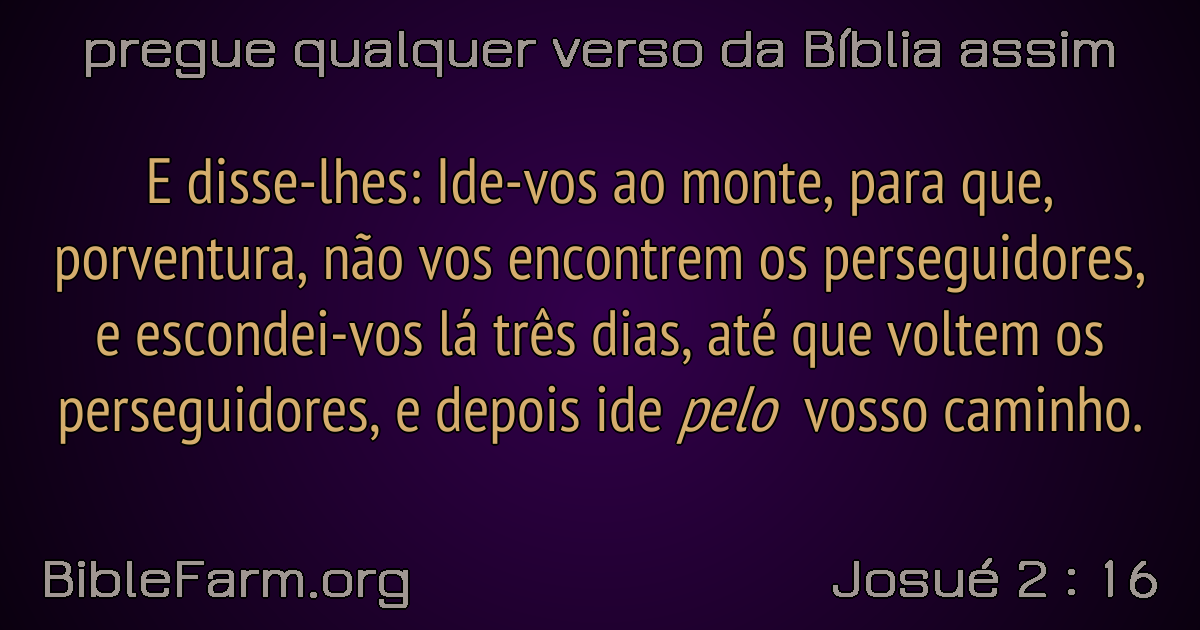 pregue qualquer verso da Bíblia assim
E disse-lhes: Ide-vos ao monte, para que,
porventura, não vos encontrem os perseguidores,
e escondei-vos lá três dias, até que voltem os
perseguidores, e depois ide pelo vosso caminho.
BibleFarm.org
Josué 2 : 16